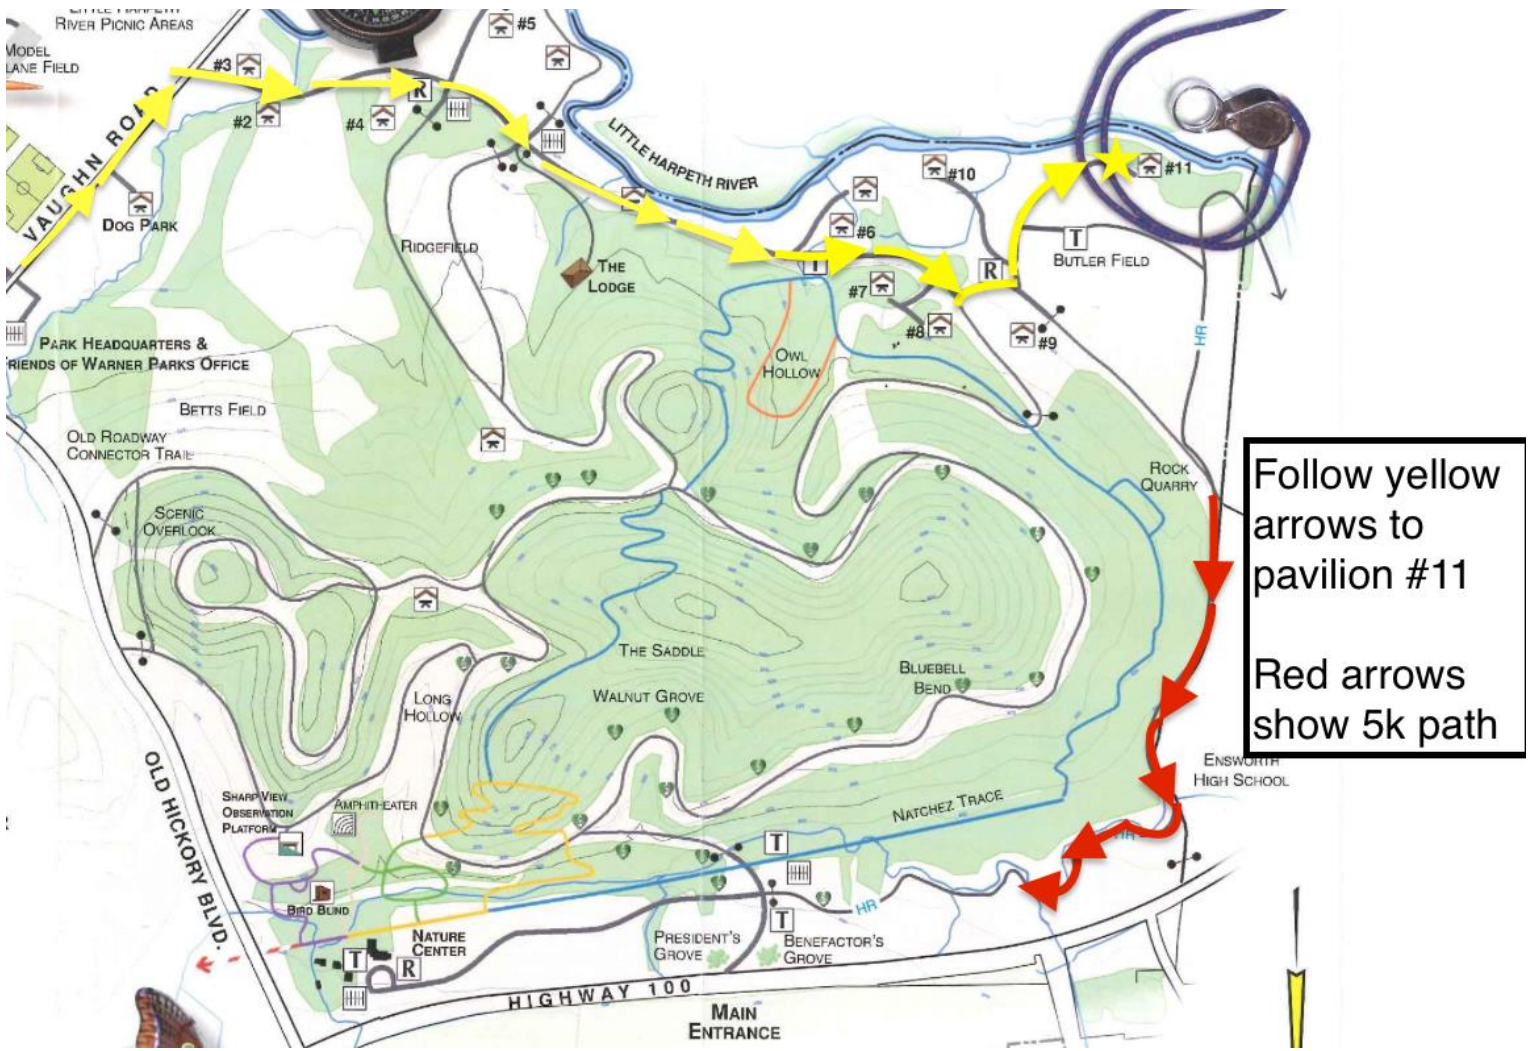 RIVER PICNIC AREAS
#5
MODEL
LANE FIELD
#3
#2
#4
R
VAUGHN ROAD
DOG PARK
LITTLE HARPETH RIVER
#10
#11
#6
T
BUTLER FIELD
R
RIDGEFIELD
THE
LODGE
#7
#8
#9
HR
PARK HEADQUARTERS &
RIENDS OF WARNER PARKS OFFICE
OWL
HOLLOW
BETTS FIELD
OLD ROADWAY
CONNECTOR TRAIL
ROCK
QUARRY
SCENIC
OVERLOOK
Follow yellow
arrows to
pavilion #11
Red arrows
show 5k path
THE SADDLE
WALNUT GROVE
BLUEBELL
BEND
LONG
HOLLOW
ENSWORTH
HIGH SCHOOL
OLD HICKORY BLVD.
SHARP VIEW
OBSERVATION
PLATFORM
AMPHITHEATER
NATCHEZ TRACE
HR
T
BIRD BLIND
HR
T
NATURE
CENTER
PRESIDENT'S
GROVE
BENEFACTOR'S
GROVE
T
R
HIGHWAY 100
MAIN
ENTRANCE